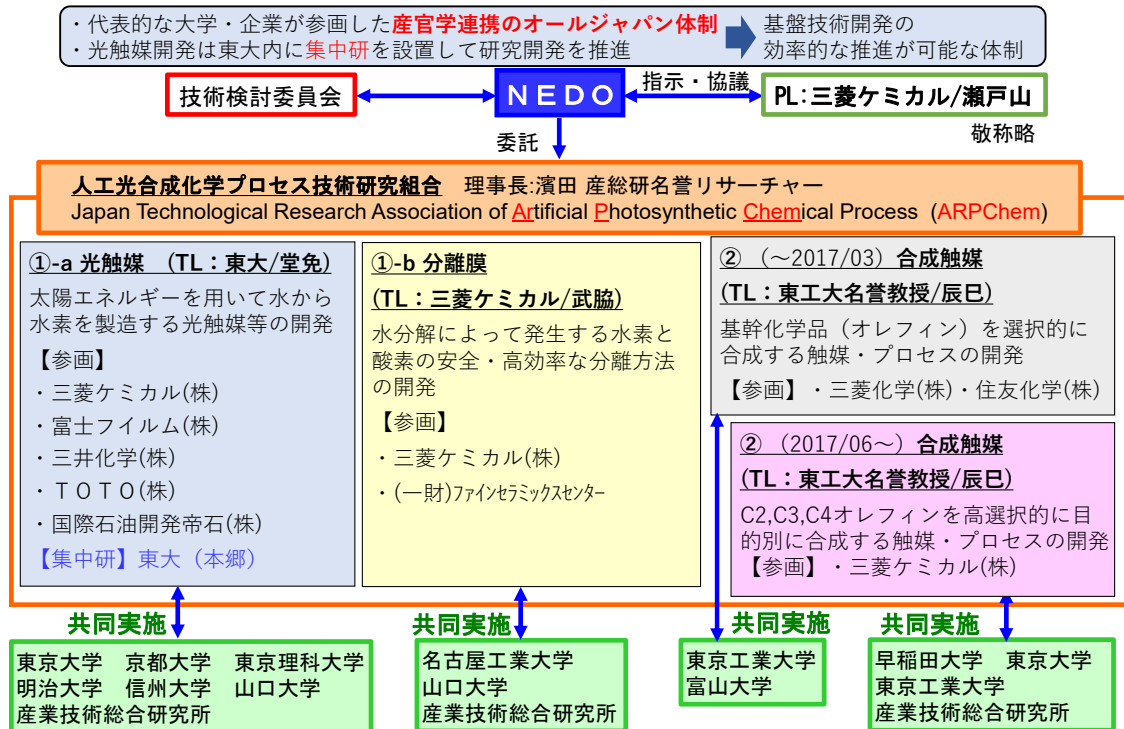 ・代表的な大学・企業が参画した産官学連携のオールジャパン体制
・光触媒開発は東大内に集中研を設置して研究開発を推進
基盤技術開発の
効率的な推進が可能な体制
技術検討委員会
ＮＥＤＯ
指示・協議
PL:三菱ケミカル/瀬戸山
敬称略
委託
人工光合成化学プロセス技術研究組合 理事長:濱田 産総研名誉リサーチャー
Japan Technological Research Association of Artificial Photosynthetic Chemical Process (ARPChem)
①-a 光触媒 （TL：東大/堂免）
太陽エネルギーを用いて水から
水素を製造する光触媒等の開発
【参画】
・三菱ケミカル(株)
・富士フイルム(株)
・三井化学(株)
・ＴＯＴＯ(株)
・国際石油開発帝石(株)
【集中研】東大（本郷）
①-b 分離膜
(TL：三菱ケミカル/武脇)
水分解によって発生する水素と
酸素の安全・高効率な分離方法
の開発
【参画】
・三菱ケミカル(株)
・(一財)ﾌｧｲﾝｾﾗﾐｯｸｽｾﾝﾀｰ
② （～2017/03）合成触媒
(TL：東工大名誉教授/辰巳)
基幹化学品（オレフィン）を選択的に
合成する触媒・プロセスの開発
【参画】・三菱化学(株)・住友化学(株)
② （2017/06～）合成触媒
(TL：東工大名誉教授/辰巳)
C2,C3,C4オレフィンを高選択的に目
的別に合成する触媒・プロセスの開発
【参画】・三菱ケミカル(株)
共同実施
東京大学 京都大学 東京理科大学
明治大学 信州大学 山口大学
産業技術総合研究所
共同実施
名古屋工業大学
山口大学
産業技術総合研究所
共同実施
東京工業大学
富山大学
共同実施
早稲田大学 東京大学
東京工業大学
産業技術総合研究所